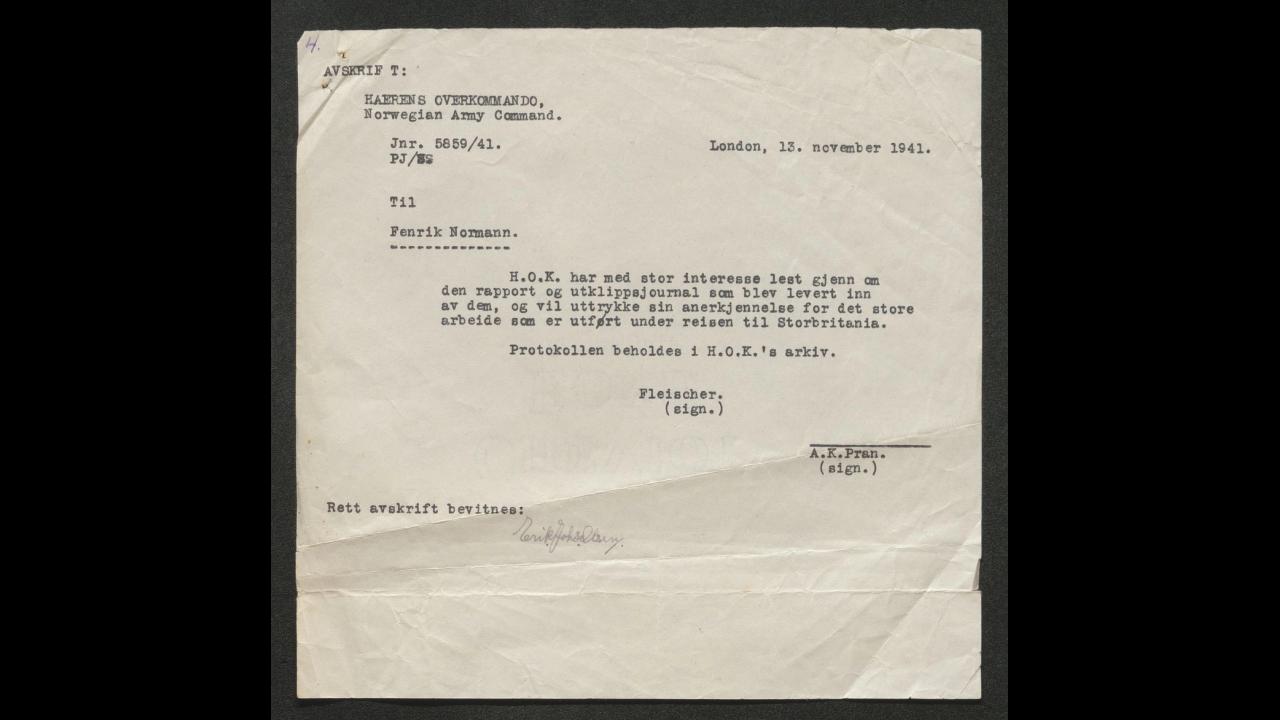 4.
AVSKRIF T:
HAERENS OVERKOMMANDO,
Norwegian Army Command.
Jnr. 5859/41.
London, 13. november 1941.
PJ/
Til
Fenrik Normann.
H.O.K. har med stor interesse lest gjenn om
den rapport og utklippsjournal som blev levert inn
av dem, og vil uttrykke sin anerkjennelse for det store
arbeide som er utført under reisen til Storbritania.
Protokollen beholdes i H.O.K.'s arkiv.
Fleischer.
(sign.)
A.K.Pran.
(sign.)
Rett avskrift bevitnes:
Erik